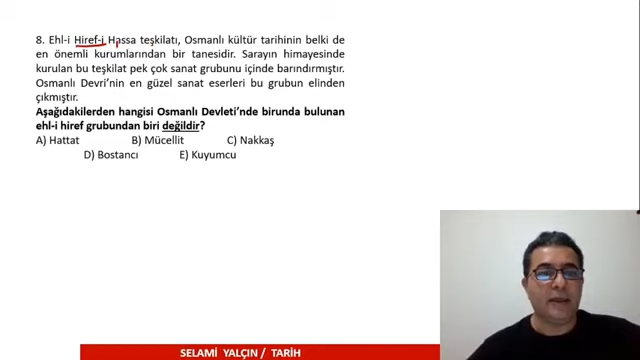 8. Ehl-i Hiref-i Hassa teşkilatı, Osmanlı kültür tarihinin belki de
en önemli kurumlarından bir tanesidir. Sarayın himayesinde
kurulan bu teşkilat pek çok sanat grubunu içinde barındırmıştır.
Osmanlı Devri'nin en güzel sanat eserleri bu grubun elinden
çıkmıştır.
Aşağıdakilerden hangisi Osmanlı Devleti'nde birunda bulunan
ehl-i hiref grubundan biri değildir?
A) Hattat B) Mücellit C) Nakkaş
D) Bostancı E) Kuyumcu
SELAMİ YALÇIN / TARİH